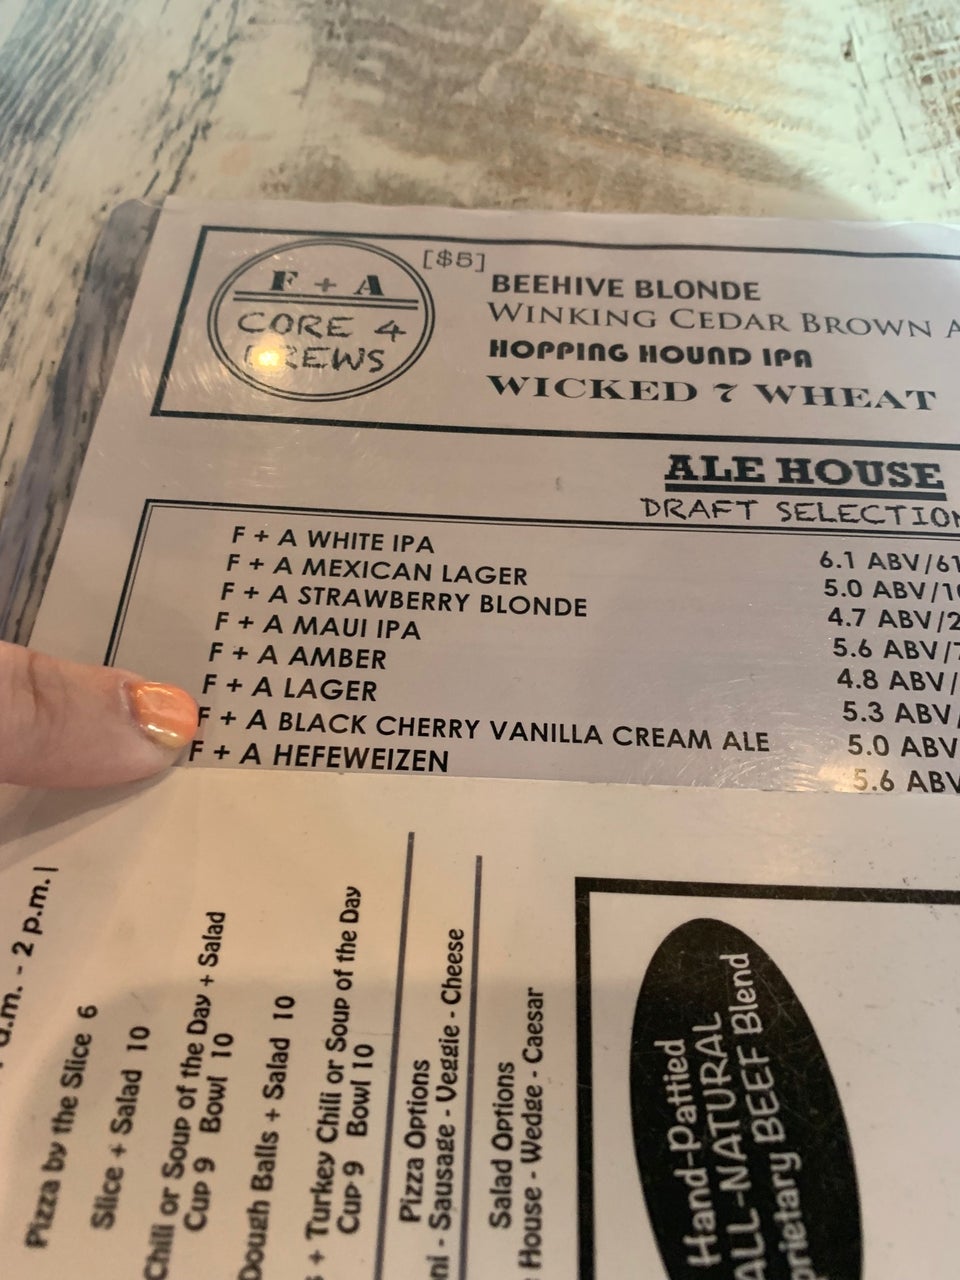 F + A
CORE 4
BREWS
[$5]
BEEHIVE BLONDE
WINKING CEDAR BROWN
HOPPING HOUND IPA
WICKED 7 WHEAT
ALE HOUSE
DRAFT SELECTION
F + A WHITE IPA 6.1 ABV/61
F + A MEXICAN LAGER 5.0 ABV/
F + A STRAWBERRY BLONDE 4.7 ABV/2
F + A MAUI IPA 5.6 ABV/
F + A AMBER 4.8 ABV/
F + A LAGER 5.3 ABV
F + A BLACK CHERRY VANILLA CREAM ALE 5.0 ABV
F + A HEFEWEIZEN 5.6 ABV
a.m. - 2 p.m. |
Pizza by the Slice 6
Slice + Salad 10
Chili or Soup of the Day + Salad
Cup 9 Bowl 10
Dough Balls + Salad 10
+ Turkey Chili or Soup of the Day
Cup 9 Bowl 10
Pizza Options
- Sausage - Veggie - Cheese
Salad Options
House - Wedge - Caesar
Hand-Pattied
ALL-NATURAL
BEEF Blend